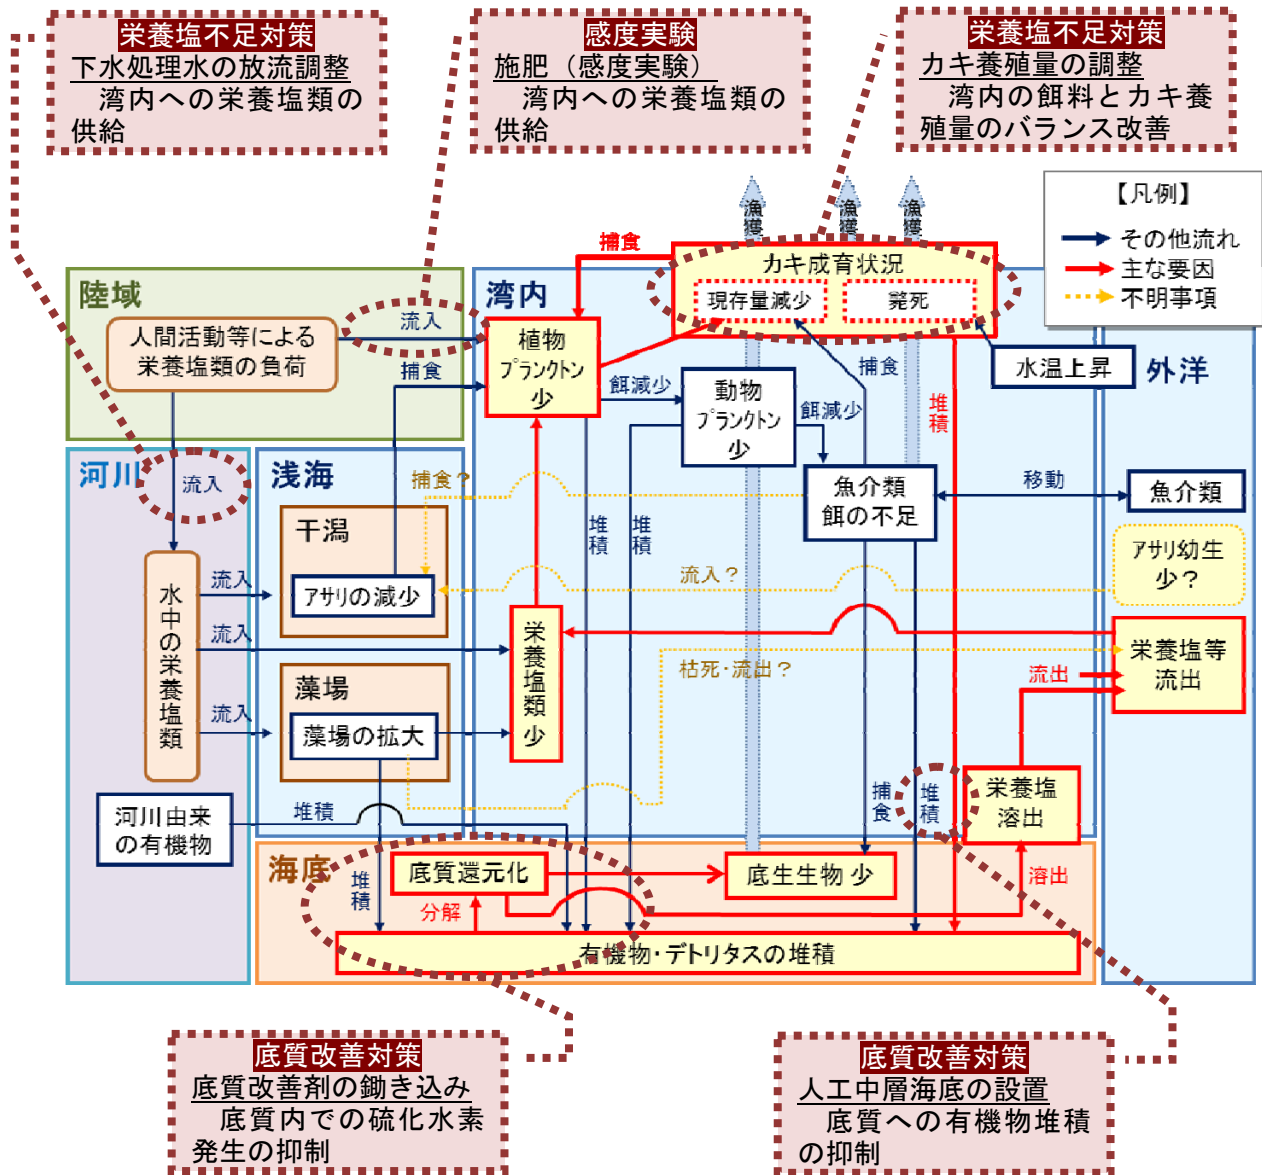 栄養塩不足対策
下水処理水の放流調整
湾内への栄養塩類の
供給
感度実験
施肥（感度実験）
湾内への栄養塩類の
供給
栄養塩不足対策
カキ養殖量の調整
湾内の餌料とカキ養
殖量のバランス改善
【凡例】
その他流れ
主な要因
不明事項
漁獲
漁獲
漁獲
捕食
カキ成育状況
現存量減少
斃死
陸域
人間活動等による
栄養塩類の負荷
流入
捕食
湾内
植物
プランクトン
少
餌減少
動物
プランクトン
少
餌減少
捕食
堆積
水温上昇
外洋
河川
流入
浅海
捕食？
干潟
アサリの減少
堆積
堆積
魚介類
餌の不足
移動
魚介類
アサリ幼生
少？
流入？
水中の栄養塩類
流入
流入
流入
栄養塩類少
藻場
藻場の拡大
枯死・流出？
流出
栄養塩等
流出
河川由来
の有機物
堆積
捕食
堆積
栄養塩
溶出
海底
堆積
底質還元化
分解
底生生物 少
溶出
有機物・デトリタスの堆積
底質改善対策
底質改善剤の鋤き込み
底質内での硫化水素
発生の抑制
底質改善対策
人工中層海底の設置
底質への有機物堆積
の抑制